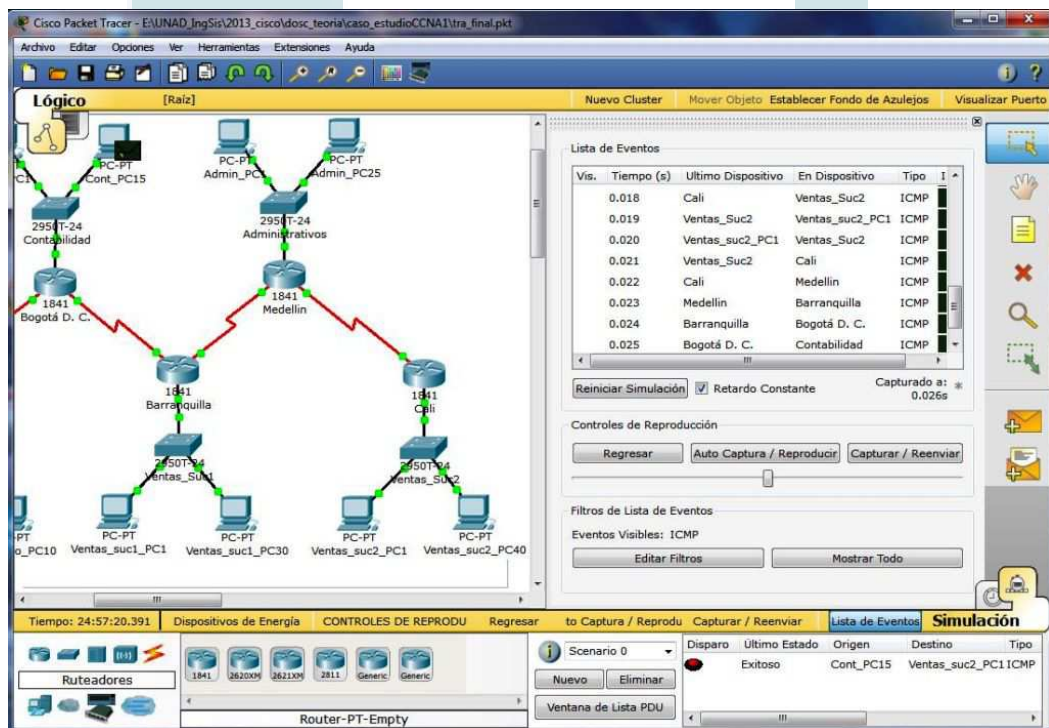 Cisco Packet Tracer - E:\UNAD_IngSis\2013_cisco\dosc_teoria\caso_estudioCCNA1\tra_final.pkt
Archivo Editar Opciones Ver Herramientas Extensiones Ayuda
Lógico [Raíz] Nuevo Cluster Mover Objeto Establecer Fondo de Azulejos Visualizar Puerto
PC-PT
Cont_PC15
PC-PT
Admin_PC1
PC-PT
Admin_PC25
2950T-24
Contabilidad
2950T-24
Administrativos
1841
Bogotá D. C.
1841
Medellin
1841
Barranquilla
1841
Cali
2950T-24
Ventas_Suc1
2950T-24
Ventas_Suc2
PC-PT
Ventas_suc1_PC1
PC-PT
Ventas_suc1_PC30
PC-PT
Ventas_suc2_PC1
PC-PT
Ventas_suc2_PC40
Lista de Eventos
Vis. Tiempo (s) Ultimo Dispositivo En Dispositivo Tipo I
0.018 Cali Ventas_Suc2 ICMP
0.019 Ventas_Suc2 Ventas_suc2_PC1 ICMP
0.020 Ventas_suc2_PC1 Ventas_Suc2 ICMP
0.021 Ventas_Suc2 Cali ICMP
0.022 Cali Medellin ICMP
0.023 Medellin Barranquilla ICMP
0.024 Barranquilla Bogotá D. C. ICMP
0.025 Bogotá D. C. Contabilidad ICMP
Reiniciar Simulación Retardo Constante Capturado a: *
0.026s
Controles de Reproducción
Regresar Auto Captura / Reproducir Capturar / Reenviar
Filtros de Lista de Eventos
Eventos Visibles: ICMP
Editar Filtros Mostrar Todo
Tiempo: 24:57:20.391 Dispositivos de Energía CONTROLES DE REPRODU Regresar to Captura / Reprodu Capturar / Reenviar Lista de Eventos Simulación
Ruteadores
1841 2620XM 2621XM 2811 Generic Generic
Router-PT-Empty
Scenario 0
Nuevo Eliminar
Ventana de Lista PDU
Disparo Último Estado Origen Destino Tipo
Exitoso Cont_PC15 Ventas_suc2_PC1 ICMP